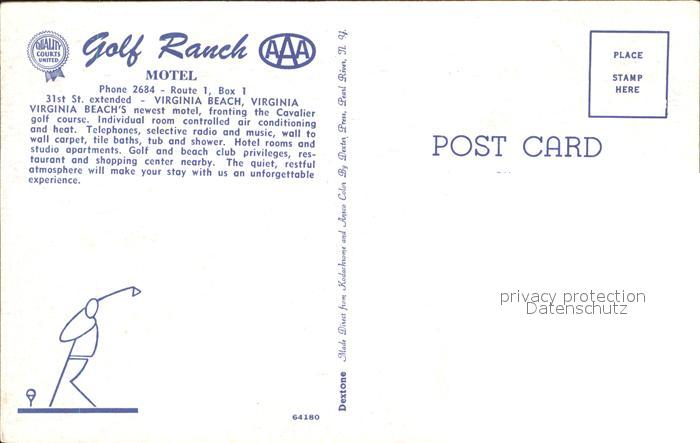 QUALITY
COURTS
UNITED
Golf Ranch
AAA
MOTEL
Phone 2684 - Route 1, Box 1
31st St. extended - VIRGINIA BEACH, VIRGINIA
VIRGINIA BEACH'S newest motel, fronting the Cavalier
golf course. Individual room controlled air conditioning
and heat. Telephones, selective radio and music, wall to
wall carpet, tile baths, tub and shower. Hotel rooms and
studio apartments. Golf and beach club privileges, res-
taurant and shopping center nearby. The quiet, restful
atmosphere will make your stay with us an unforgettable
experience.
64180
Dextone Made Direct from Kodachrome and Ansco Color By Dexter Press, Pearl River, N. Y.
PLACE
STAMP
HERE
POST CARD
privacy protection
Datenschutz